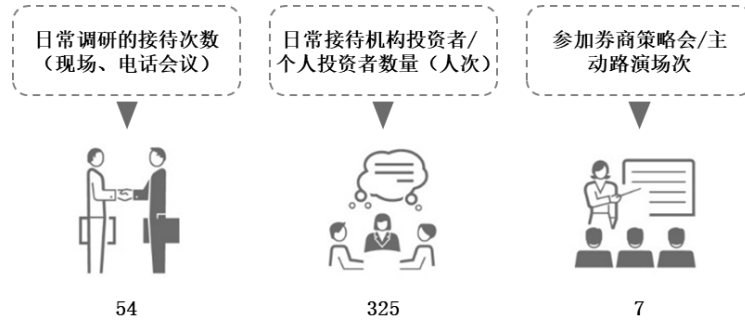 日常调研的接待次数
（现场、电话会议）
日常接待机构投资者/
个人投资者数量（人次）
参加券商策略会/主
动路演场次
54
325
7